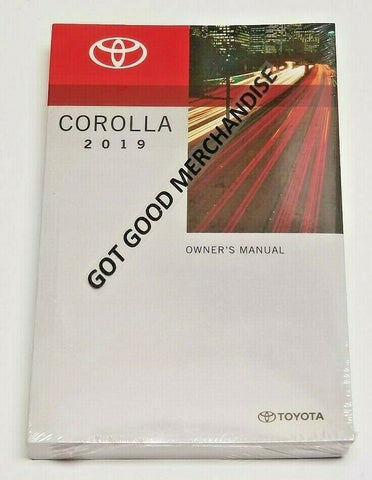 COROLLA
2019
GOT GOOD MERCHANDISE
OWNER'S MANUAL
TOYOTA